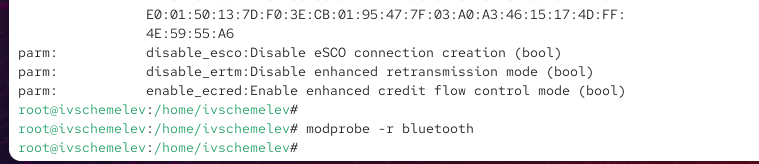 E0:01:50:13:7D:F0:3E:CB:01:95:47:7F:03:A0:A3:46:15:17:4D:FF:
4E:59:55:A6
parm: disable_esco:Disable eSCO connection creation (bool)
parm: disable_ertm:Disable enhanced retransmission mode (bool)
parm: enable_ecred:Enable enhanced credit flow control mode (bool)
root@ivschemelev:/home/ivschemelev#
root@ivschemelev:/home/ivschemelev# modprobe -r bluetooth
root@ivschemelev:/home/ivschemelev#